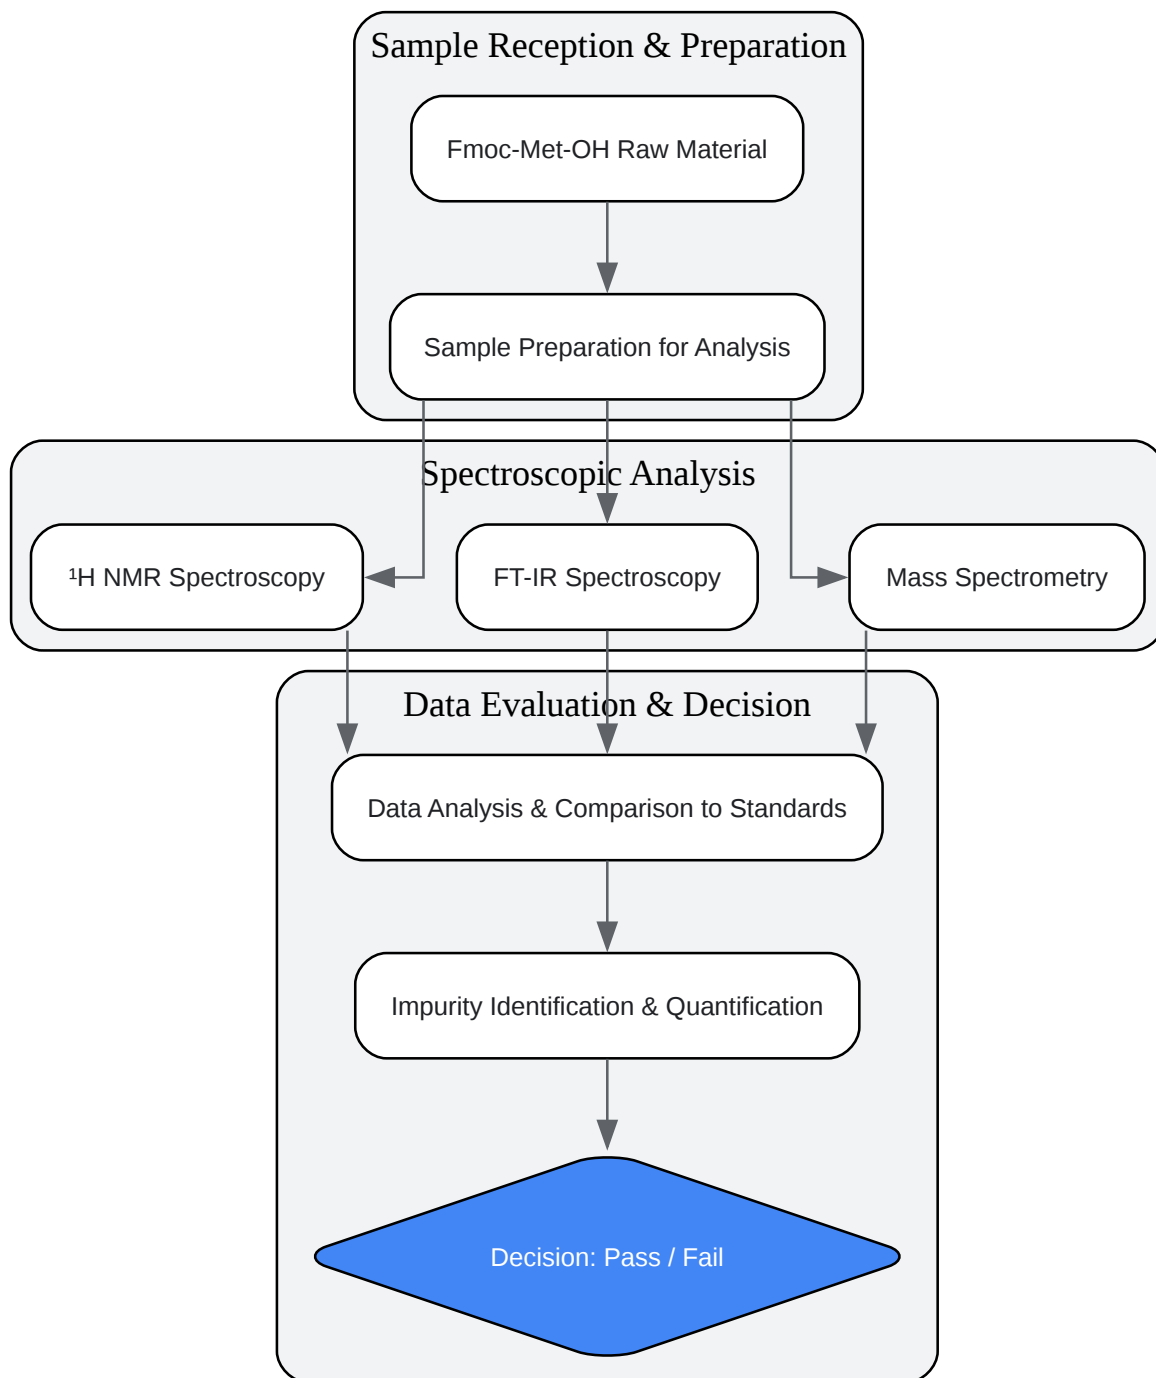 Sample Reception & Preparation
Fmoc-Met-OH Raw Material
Sample Preparation for Analysis
Spectroscopic Analysis
¹H NMR Spectroscopy
FT-IR Spectroscopy
Mass Spectrometry
Data Evaluation & Decision
Data Analysis & Comparison to Standards
Impurity Identification & Quantification
Decision: Pass / Fail